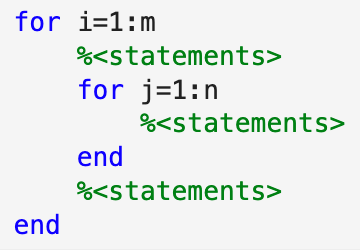 for i=1:m
    %<statements>
    for j=1:n
        %<statements>
    end
    %<statements>
end